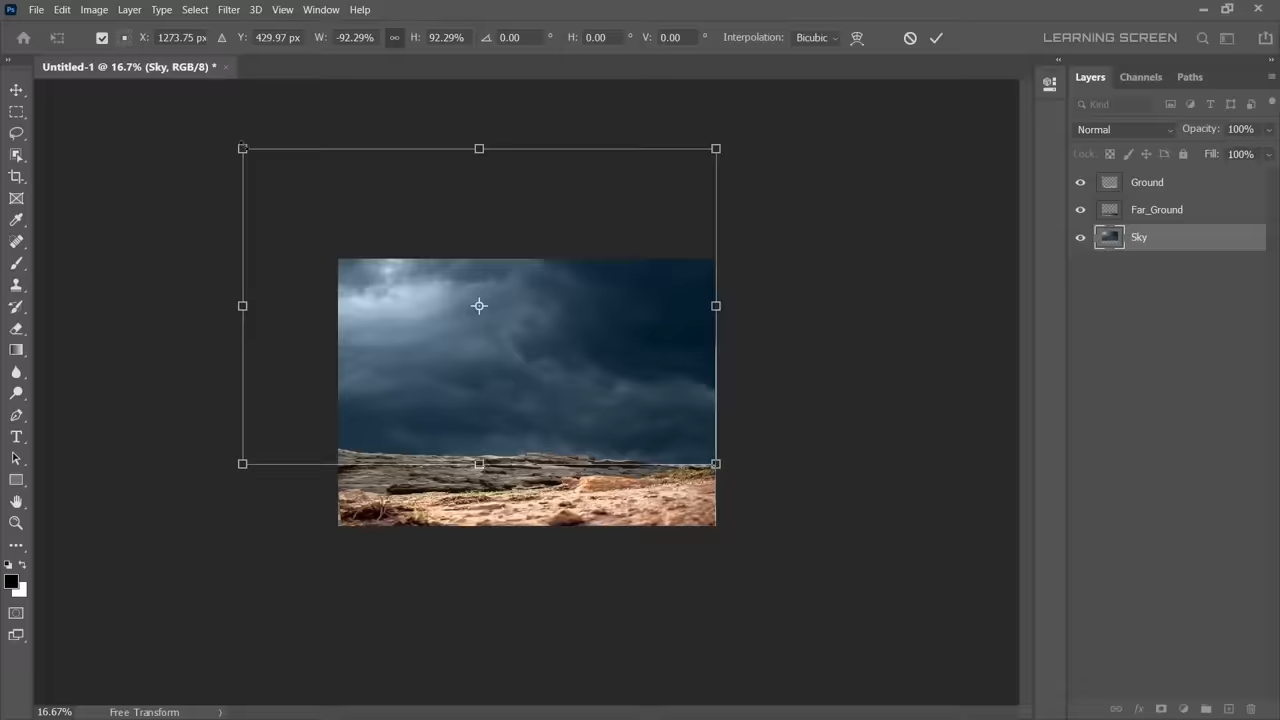 Ps File Edit Image Layer Type Select Filter 3D View Window Help
X: 1273.75 px Y: 429.97 px W: -92.29% H: 92.29% 0.00 ° H: 0.00 ° V: 0.00 ° Interpolation: Bicubic LEARNING SCREEN
Untitled-1 @ 16.7% (Sky, RGB/8) * ×
Layers Channels Paths
Kind
Normal Opacity: 100%
Lock: Fill: 100%
Ground
Far_Ground
Sky
16.67% Free Transform